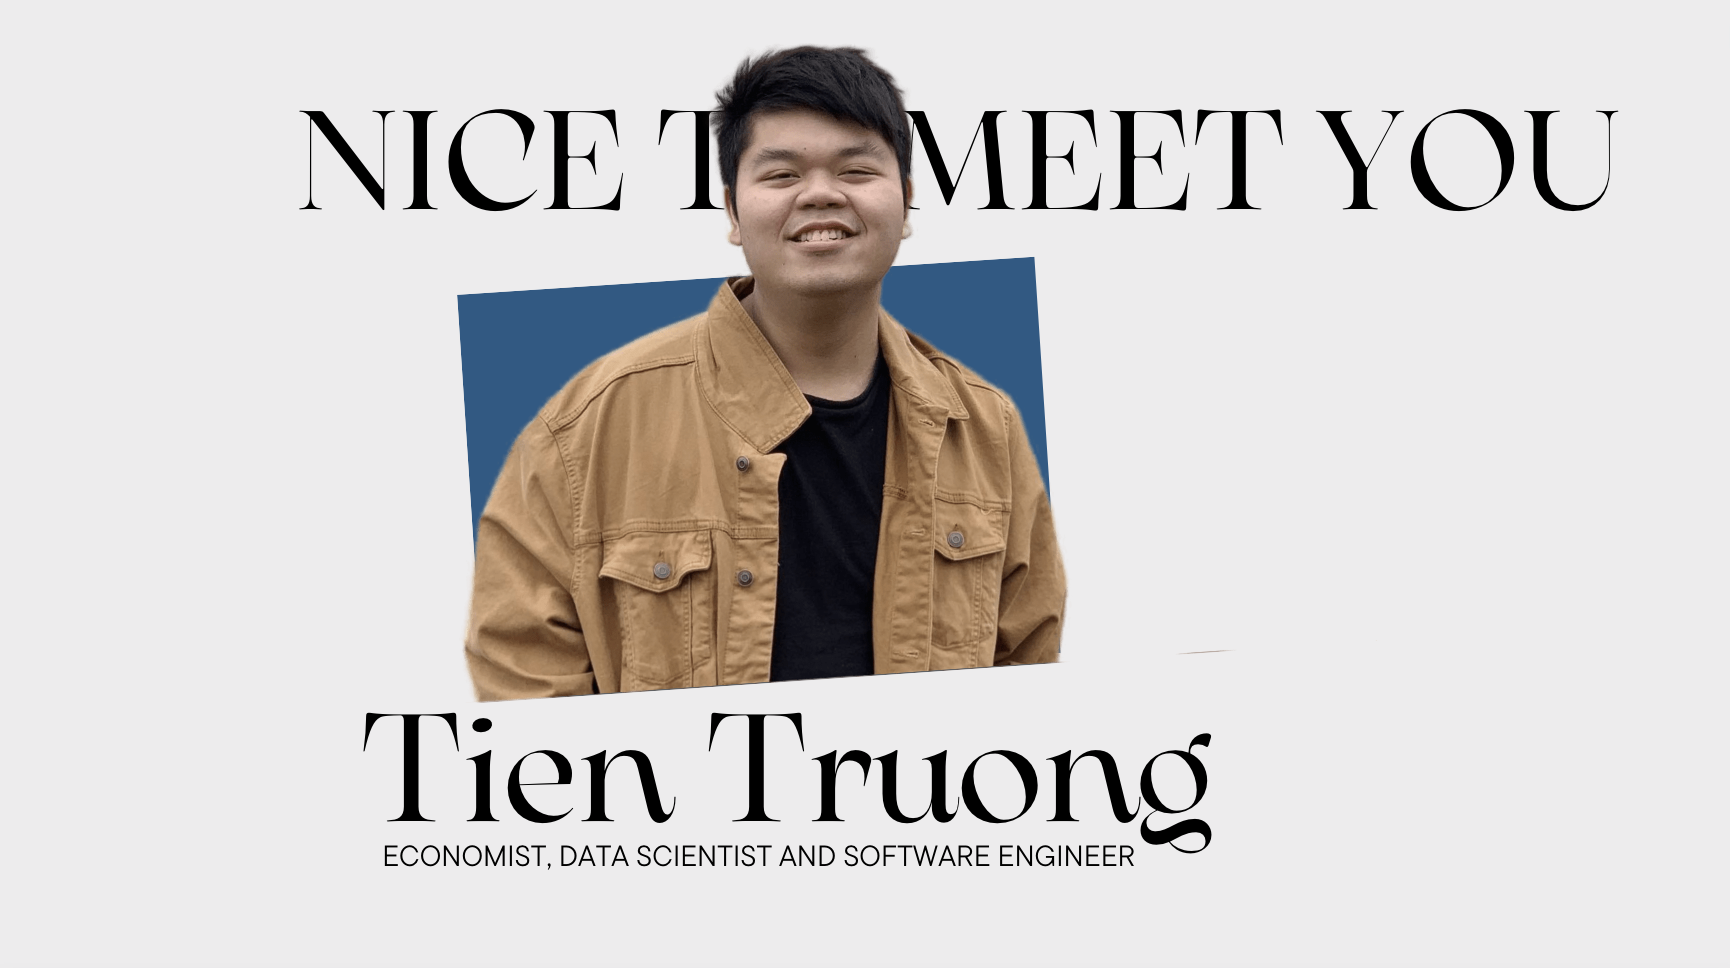 NICE T MEET YOU
Tien Truong
ECONOMIST, DATA SCIENTIST AND SOFTWARE ENGINEER